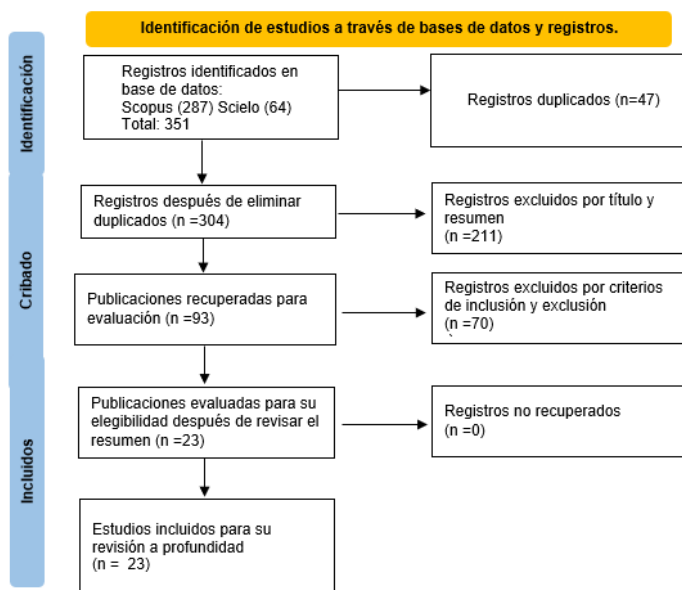 Identificación de estudios a través de bases de datos y registros.
Identificación
Registros identificados en
base de datos:
Scopus (287) Scielo (64)
Total: 351
Registros duplicados (n=47)
Cribado
Registros después de eliminar
duplicados (n =304)
Registros excluidos por título y
resumen
(n =211)
Publicaciones recuperadas para
evaluación (n =93)
Registros excluidos por criterios
de inclusión y exclusión
(n =70)
`
Incluidos
Publicaciones evaluadas para su
elegibilidad después de revisar el
resumen (n =23)
Registros no recuperados
(n =0)
Estudios incluidos para su
revisión a profundidad
(n = 23)